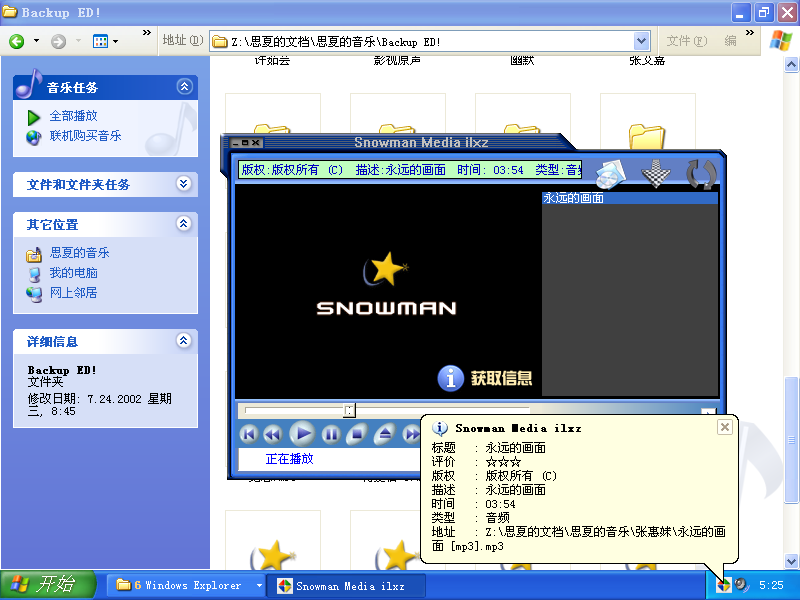 Backup ED!
地址(D)
Z:\思夏的文档\思夏的音乐\Backup ED!
文件(F)
编
许如芸
影视原声
幽默
张艾嘉
音乐任务
全部播放
联机购买音乐
文件和文件夹任务
其它位置
思夏的音乐
我的电脑
网上邻居
详细信息
Backup ED!
文件夹
修改日期: 7.24.2002 星期
三, 8:45
Snowman Media ilxz
版权:版权所有 (C) 描述:永远的画面 时间: 03:54 类型:音频
永远的画面
SNOWMAN
获取信息
正在播放
Snowman Media ilxz
标题 : 永远的画面
评价 : ☆☆☆
版权 : 版权所有 (C)
描述 : 永远的画面
时间 : 03:54
类型 : 音频
地址 : Z:\思夏的文档\思夏的音乐\张惠妹\永远的画
面 [mp3].mp3
开始
6 Windows Explorer
Snowman Media ilxz
5:25